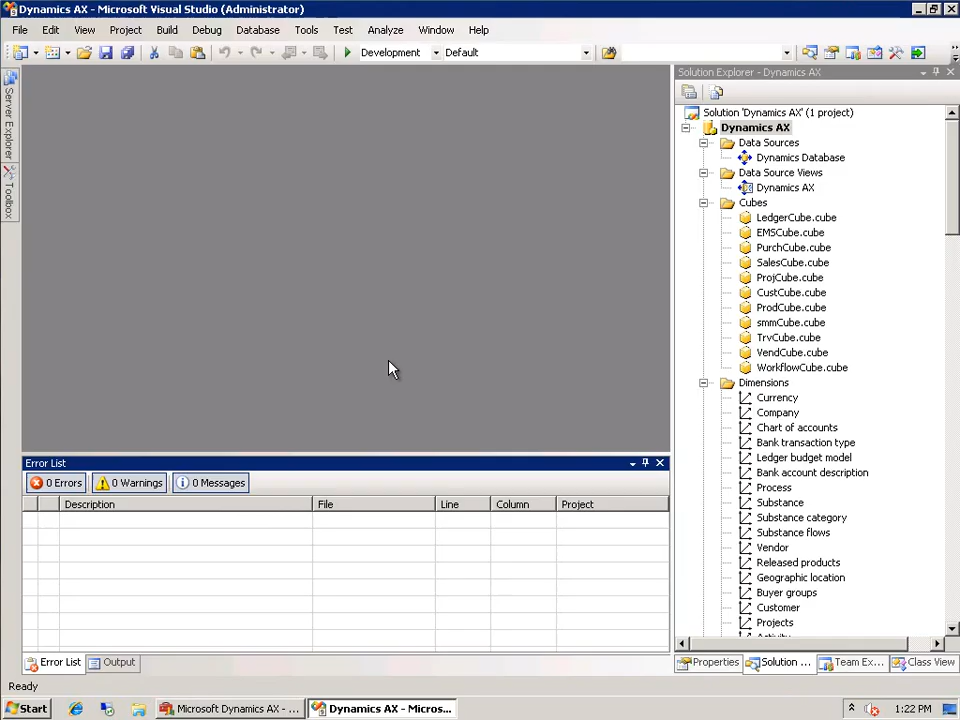 Dynamics AX - Microsoft Visual Studio (Administrator)
File Edit View Project Build Debug Database Tools Test Analyze Window Help
Development Default
Server Explorer
Toolbox
Solution Explorer - Dynamics AX
Solution 'Dynamics AX' (1 project)
Dynamics AX
Data Sources
Dynamics Database
Data Source Views
Dynamics AX
Cubes
LedgerCube.cube
EMSCube.cube
PurchCube.cube
SalesCube.cube
ProjCube.cube
CustCube.cube
ProdCube.cube
smmCube.cube
TrvCube.cube
VendCube.cube
WorkflowCube.cube
Dimensions
Currency
Company
Chart of accounts
Bank transaction type
Ledger budget model
Bank account description
Process
Substance
Substance category
Substance flows
Vendor
Released products
Geographic location
Buyer groups
Customer
Projects
Error List
0 Errors 0 Warnings 0 Messages
Description File Line Column Project
Error List Output
Properties Solution ... Team Ex... Class View
Ready
Start Microsoft Dynamics AX - ... Dynamics AX - Micros... 1:22 PM